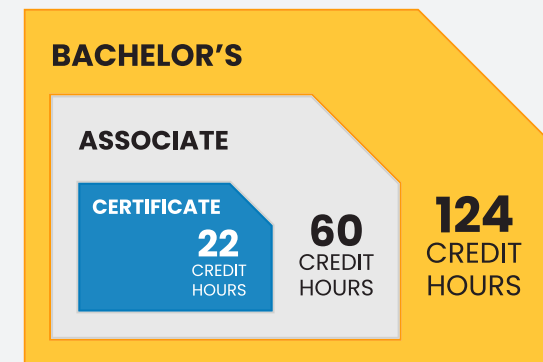 BACHELOR’S
ASSOCIATE
CERTIFICATE
22
CREDIT
HOURS
60
CREDIT
HOURS
124
CREDIT
HOURS